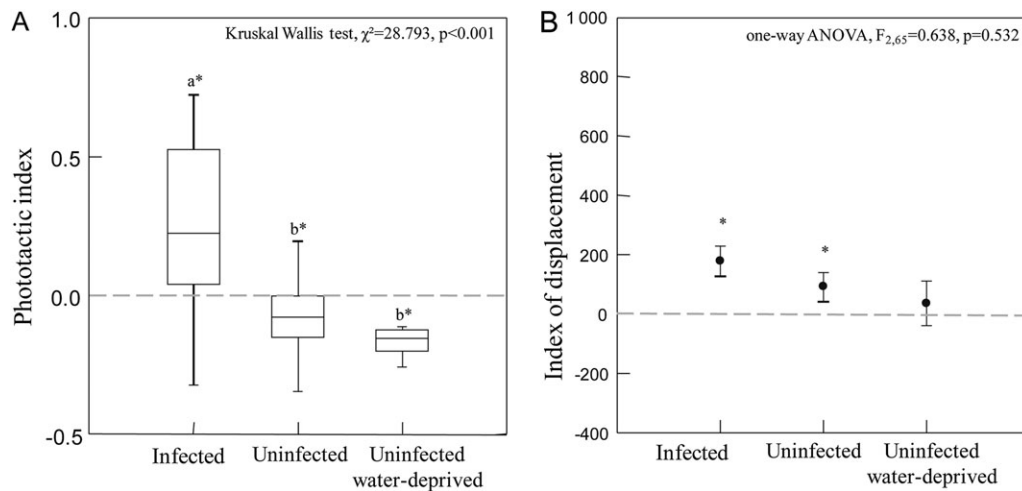 A
Kruskal Wallis test, χ²=28.793, p<0.001
1.0
0.5
0.0
-0.5
Phototactic index
a*
b*
b*
Infected
Uninfected
Uninfected
water-deprived
B
one-way ANOVA, F₂,₆₅=0.638, p=0.532
1 000
800
600
400
200
0
-200
-400
Index of displacement
*
*
Infected
Uninfected
Uninfected
water-deprived